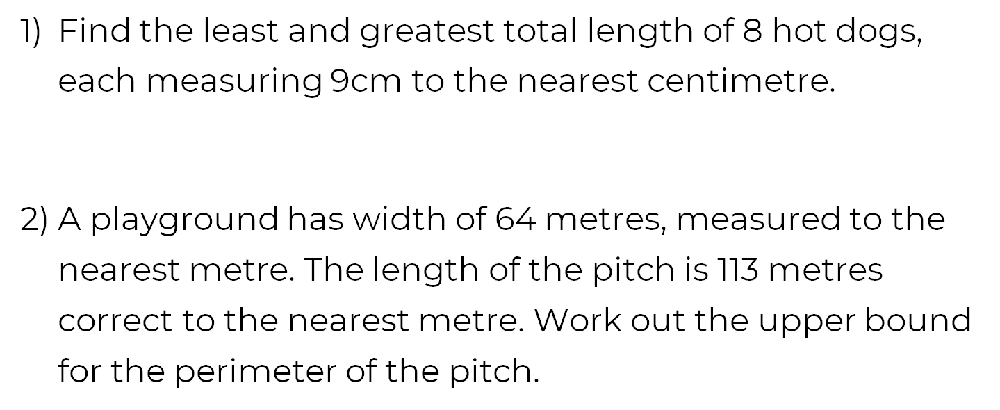 1) Find the least and greatest total length of 8 hot dogs,
each measuring 9cm to the nearest centimetre.
2) A playground has width of 64 metres, measured to the
nearest metre. The length of the pitch is 113 metres
correct to the nearest metre. Work out the upper bound
for the perimeter of the pitch.